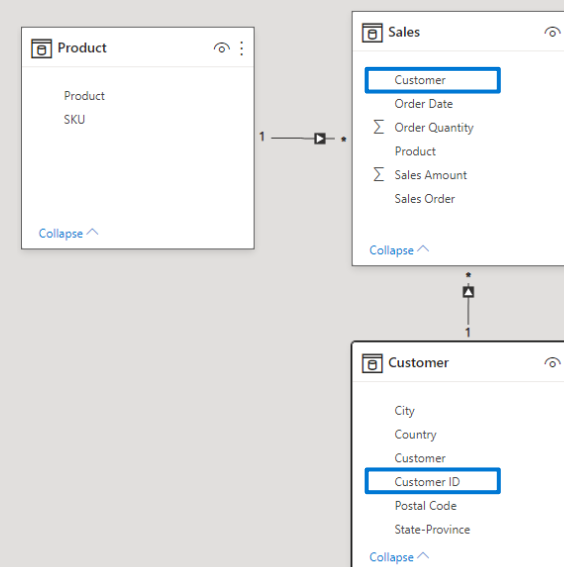 Product
Product
SKU
Collapse
1
*
Sales
Customer
Order Date
Order Quantity
Product
Sales Amount
Sales Order
Collapse
*
1
Customer
City
Country
Customer
Customer ID
Postal Code
State-Province
Collapse